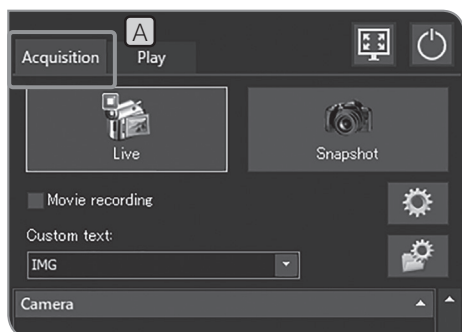 A
Acquisition Play
Live Snapshot
Movie recording
Custom text:
IMG
Camera